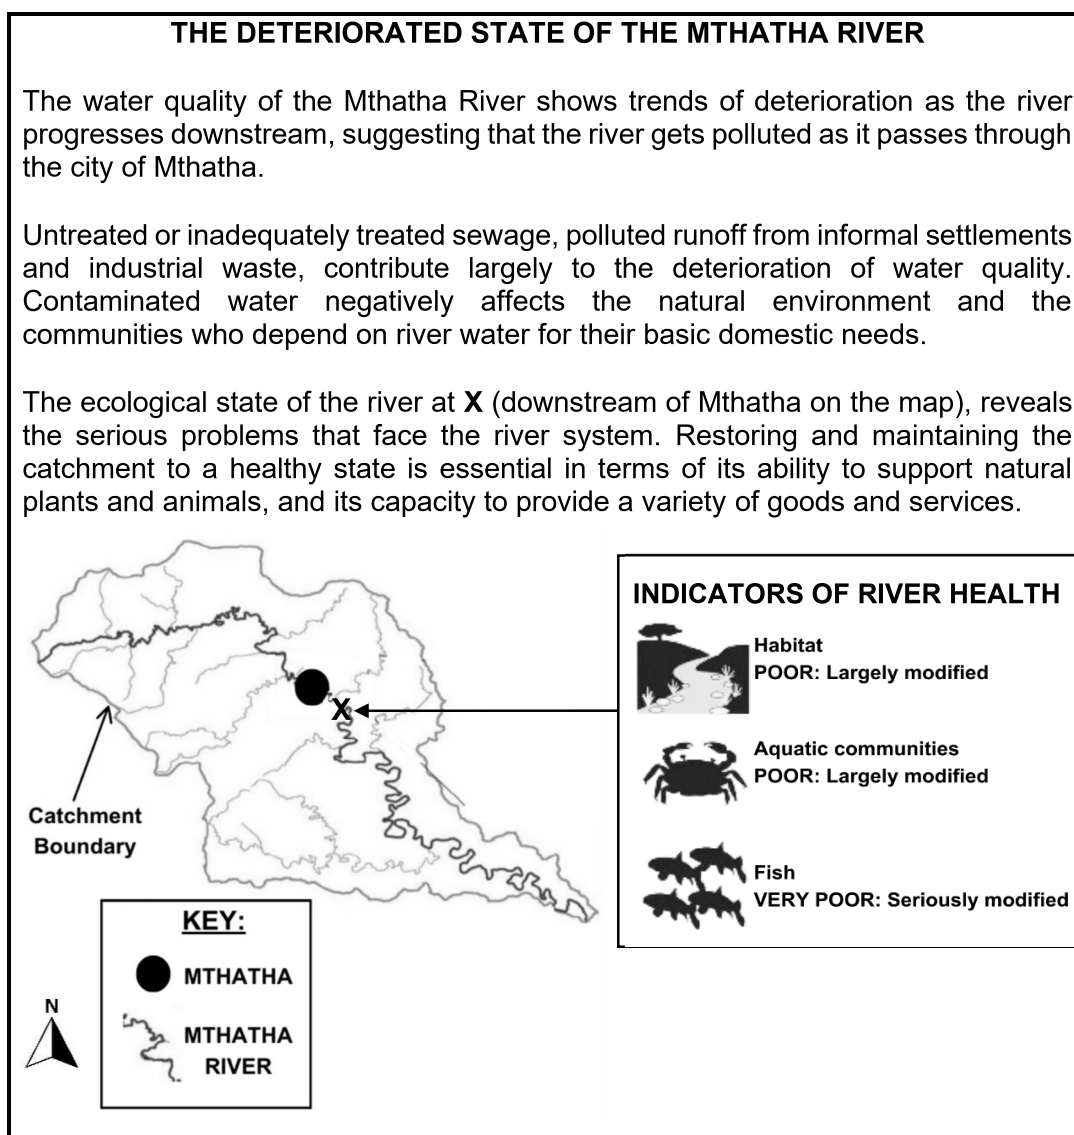 THE DETERIORATED STATE OF THE MTHATHA RIVER
The water quality of the Mthatha River shows trends of deterioration as the river
progresses downstream, suggesting that the river gets polluted as it passes through
the city of Mthatha.
Untreated or inadequately treated sewage, polluted runoff from informal settlements
and industrial waste, contribute largely to the deterioration of water quality.
Contaminated water negatively affects the natural environment and the
communities who depend on river water for their basic domestic needs.
The ecological state of the river at X (downstream of Mthatha on the map), reveals
the serious problems that face the river system. Restoring and maintaining the
catchment to a healthy state is essential in terms of its ability to support natural
plants and animals, and its capacity to provide a variety of goods and services.
X
Catchment
Boundary
INDICATORS OF RIVER HEALTH
Habitat
POOR: Largely modified
Aquatic communities
POOR: Largely modified
Fish
VERY POOR: Seriously modified
KEY:
MTHATHA
MTHATHA
RIVER
N